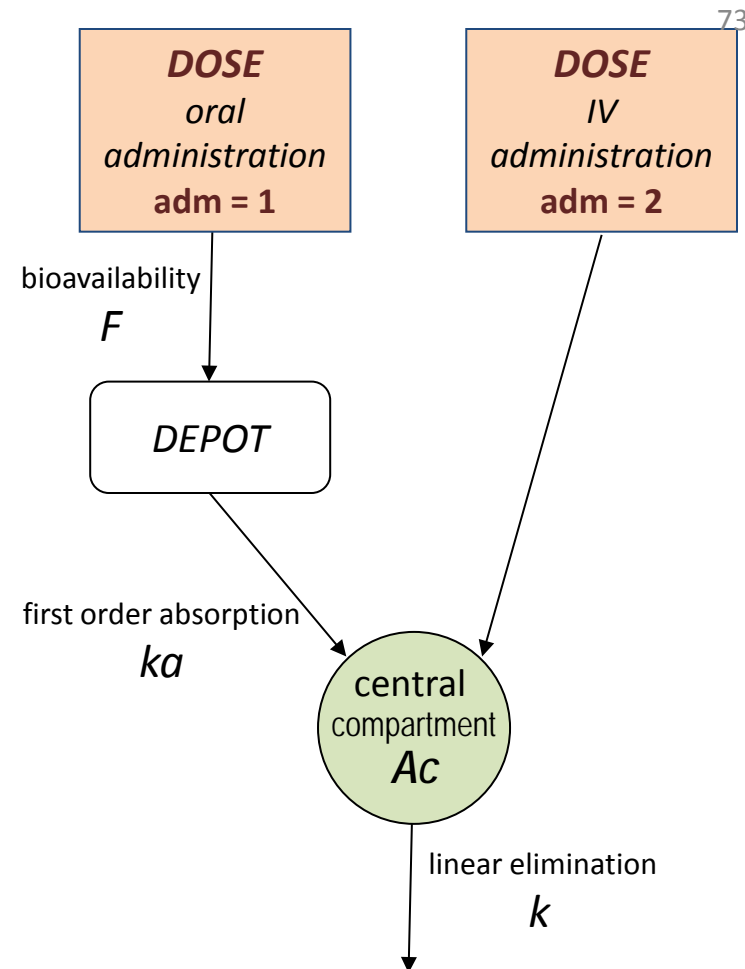 73
DOSE
oral
administration
adm = 1
DOSE
IV
administration
adm = 2
bioavailability
F
DEPOT
first order absorption
ka
central
compartment
Ac
linear elimination
k